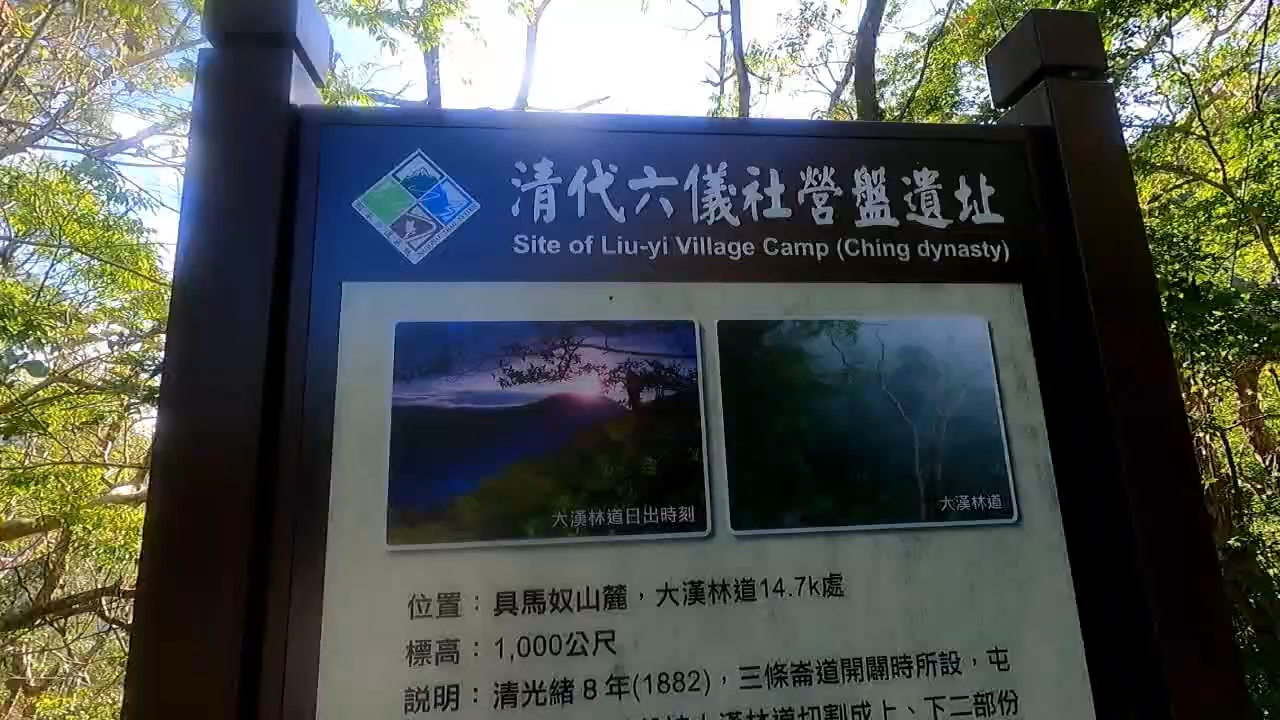 清代六儀社營盤遺址
Site of Liu-yi Village Camp (Ching dynasty)
大漢林道日出時刻
大漢林道
位置：具馬奴山麓，大漢林道14.7k處
標高：1,000公尺
説明：清光緒8年(1882)，三條崙道開闢時所設，屯
大漢林道切割成上、下二部份